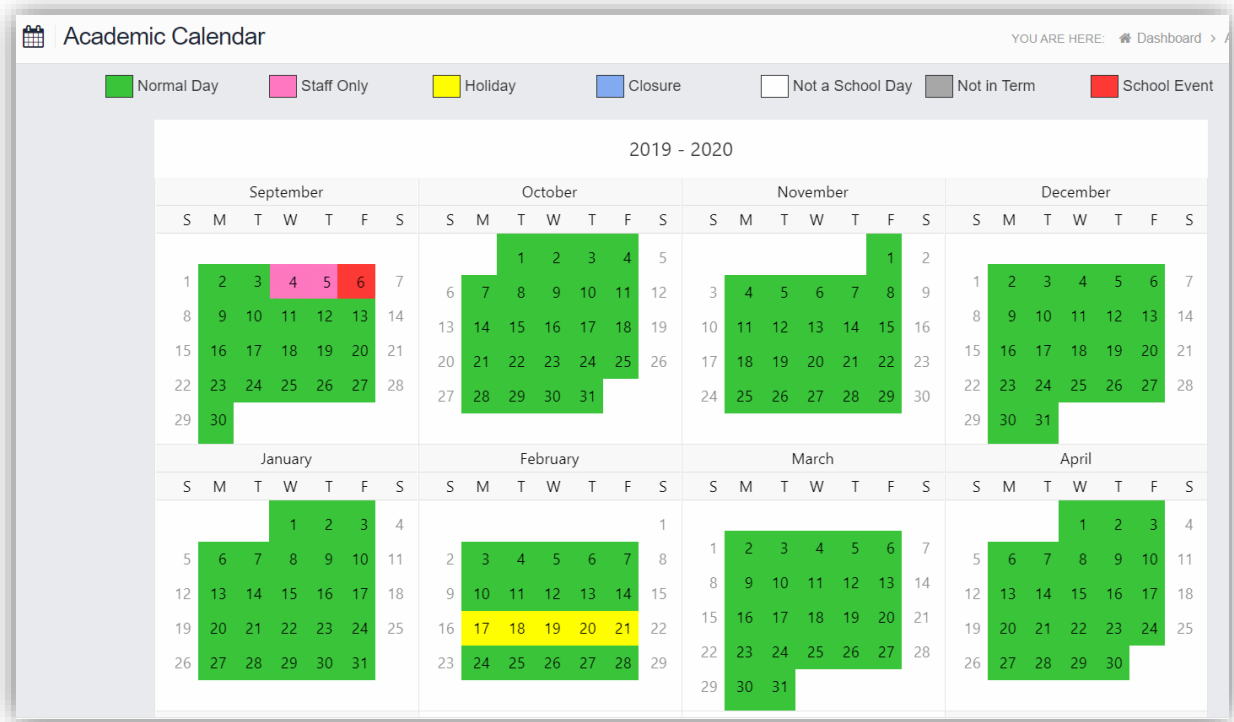 Academic Calendar
YOU ARE HERE: Dashboard >
Normal Day Staff Only Holiday Closure Not a School Day Not in Term School Event
2019 - 2020
September October November December
S M T W T F S S M T W T F S S M T W T F S S M T W T F S
1 2 3 4 5 1 2
1 2 3 4 5 6 7 6 7 8 9 10 11 12 3 4 5 6 7 8 9 1 2 3 4 5 6 7
8 9 10 11 12 13 14 13 14 15 16 17 18 19 10 11 12 13 14 15 16 8 9 10 11 12 13 14
15 16 17 18 19 20 21 20 21 22 23 24 25 26 17 18 19 20 21 22 23 15 16 17 18 19 20 21
22 23 24 25 26 27 28 27 28 29 30 31 24 25 26 27 28 29 30 22 23 24 25 26 27 28
29 30 29 30 31
January February March April
S M T W T F S S M T W T F S S M T W T F S S M T W T F S
1 2 3 4 1 1 2 3 4
5 6 7 8 9 10 11 2 3 4 5 6 7 8 1 2 3 4 5 6 7 5 6 7 8 9 10 11
12 13 14 15 16 17 18 9 10 11 12 13 14 15 8 9 10 11 12 13 14 12 13 14 15 16 17 18
19 20 21 22 23 24 25 16 17 18 19 20 21 22 15 16 17 18 19 20 21 19 20 21 22 23 24 25
26 27 28 29 30 31 23 24 25 26 27 28 29 22 23 24 25 26 27 28 26 27 28 29 30
29 30 31